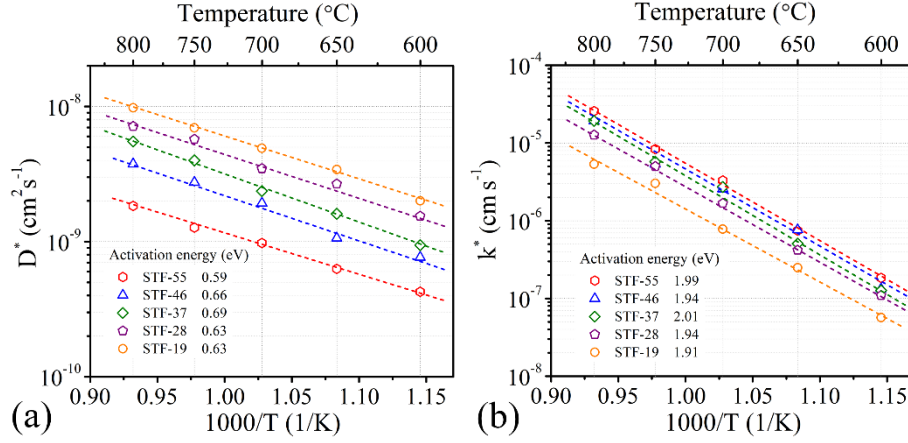 Temperature (°C)
800 750 700 650 600
10⁻⁸
10⁻⁹
10⁻¹⁰
D* (cm² s⁻¹)
Activation energy (eV)
STF-55 0.59
STF-46 0.66
STF-37 0.69
STF-28 0.63
STF-19 0.63
0.90 0.95 1.00 1.05 1.10 1.15
1000/T (1/K)
(a)
Temperature (°C)
800 750 700 650 600
10⁻⁴
10⁻⁵
10⁻⁶
10⁻⁷
10⁻⁸
k* (cm s⁻¹)
Activation energy (eV)
STF-55 1.99
STF-46 1.94
STF-37 2.01
STF-28 1.94
STF-19 1.91
0.90 0.95 1.00 1.05 1.10 1.15
1000/T (1/K)
(b)